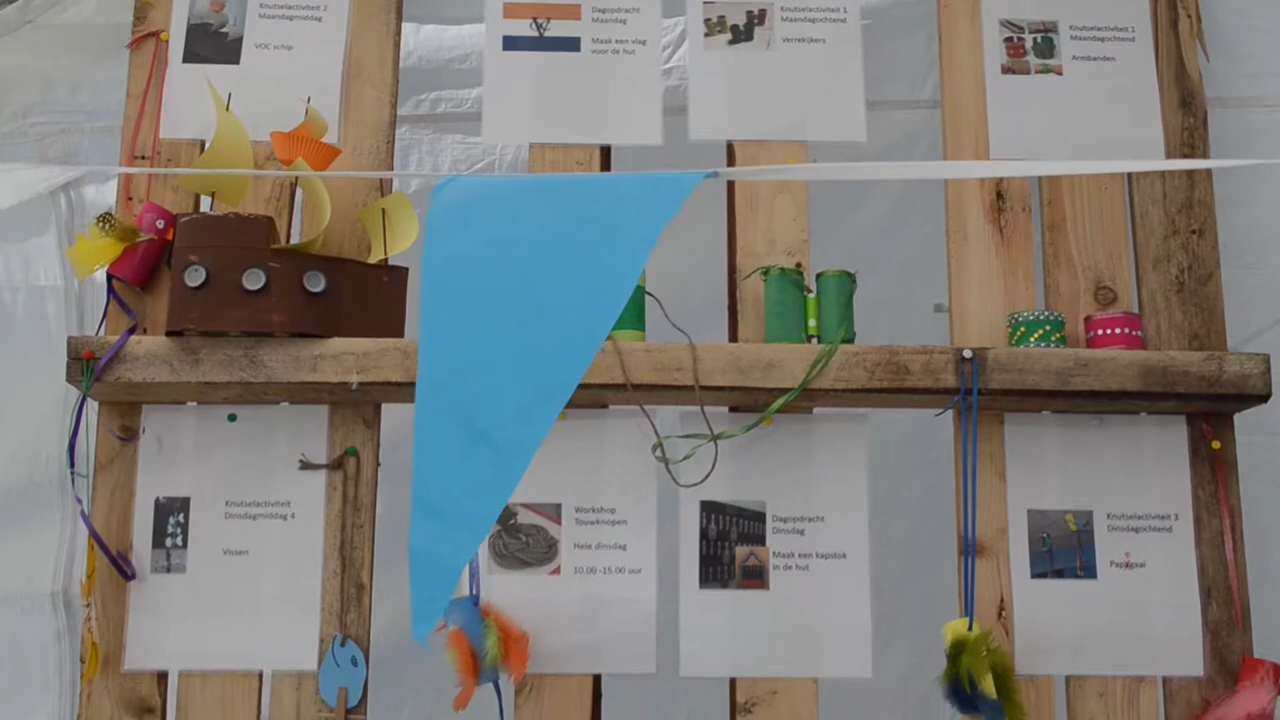 Knutselactiviteit 2
Maandagmiddag
VOC schip
Dagopdracht
Maandag
Maak een vlag
voor de hut
Knutselactiviteit 1
Maandagochtend
Verrekijkers
Knutselactiviteit 1
Maandagochtend
Armbanden
Knutselactiviteit
Dinsdagmiddag 4
Vissen
Workshop
Touwknopen
Hele dinsdag
10.00 -15.00 uur
Dagopdracht
Dinsdag
Maak een kapstok
in de hut
Knutselactiviteit 3
Dinsdagochtend
Papagaai